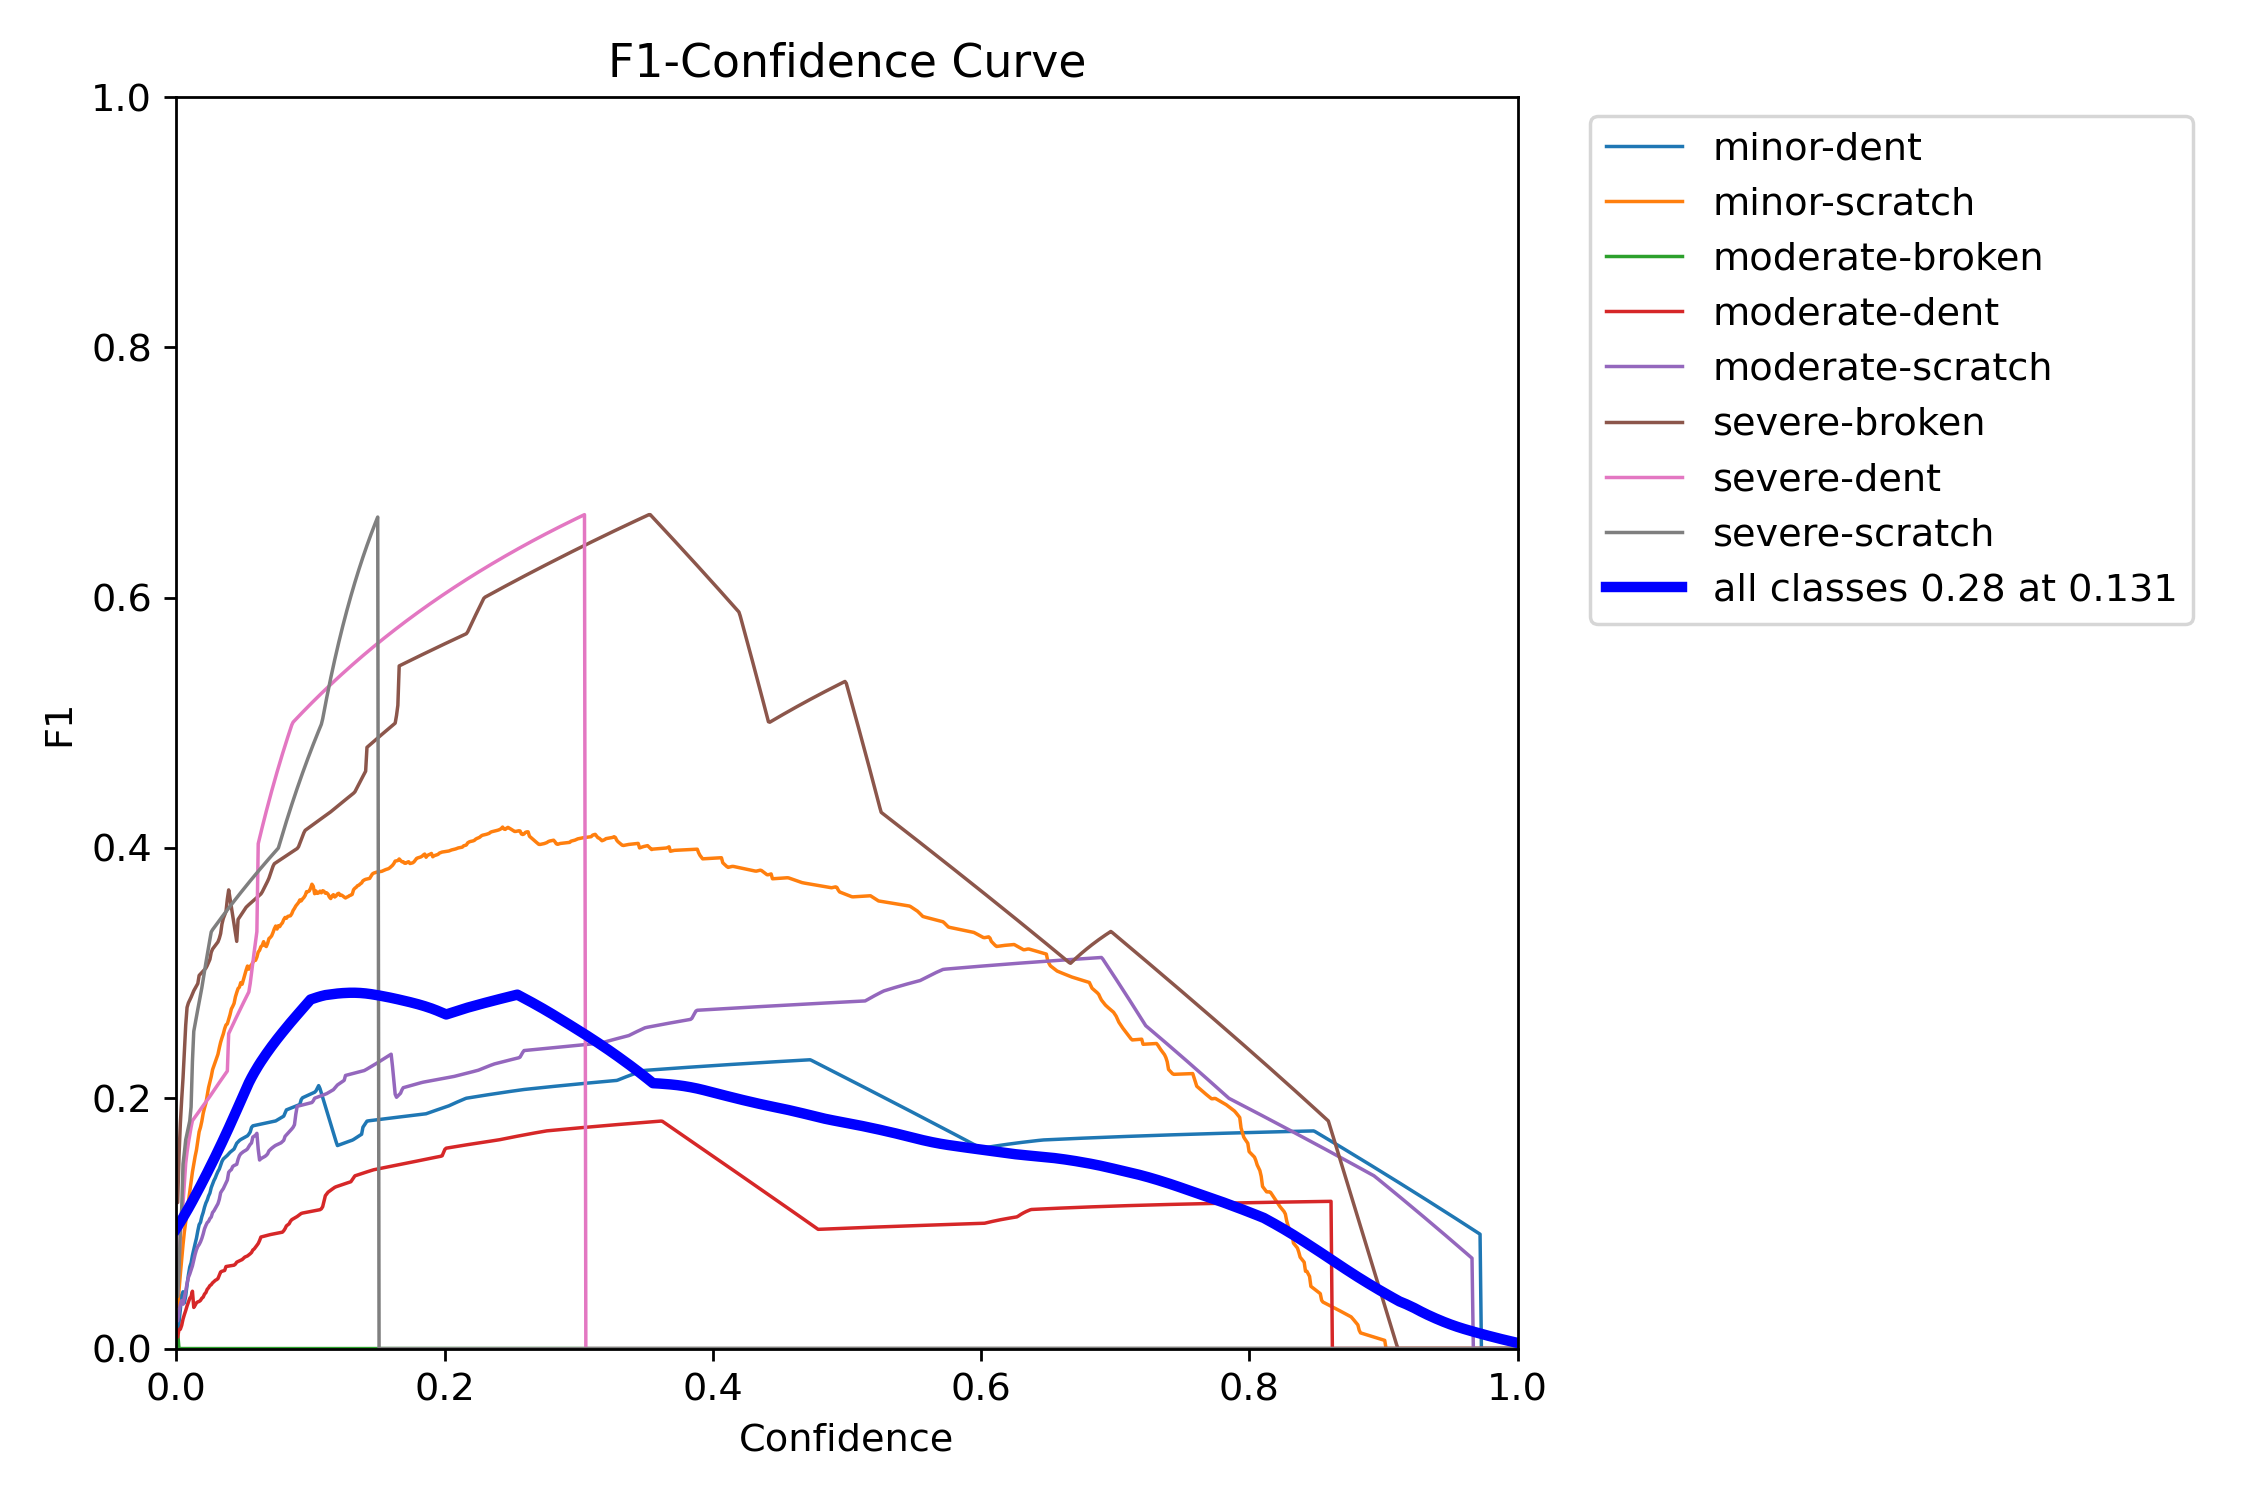 F1-Confidence Curve
1.0
0.8
0.6
0.4
0.2
0.0
F1
0.0 0.2 0.4 0.6 0.8 1.0
Confidence
minor-dent
minor-scratch
moderate-broken
moderate-dent
moderate-scratch
severe-broken
severe-dent
severe-scratch
all classes 0.28 at 0.131